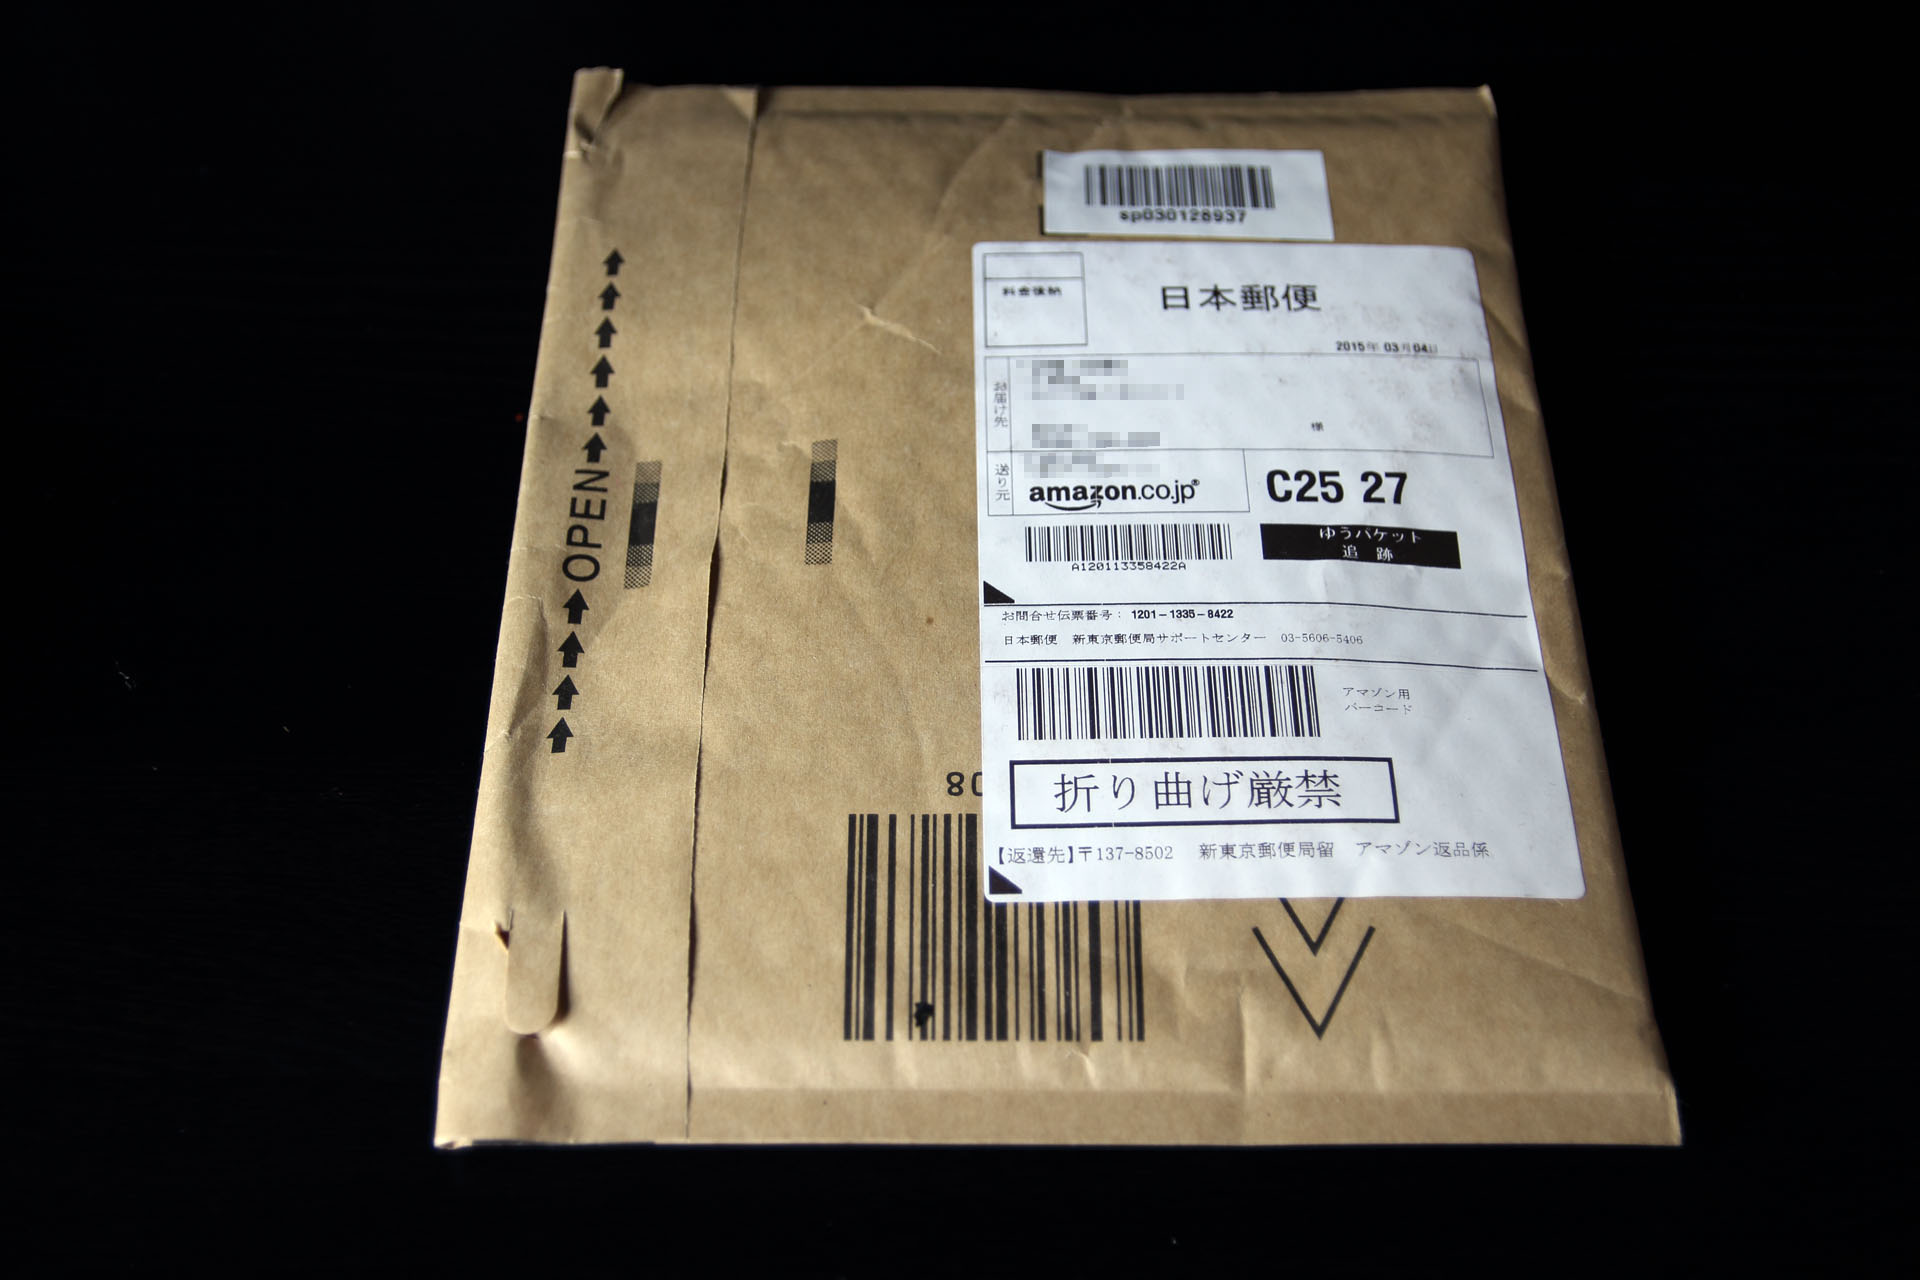 sp030128937
料金後納
日本郵便
2015年 03月04日
お届け先
様
送り元
amazon.co.jp®
C25 27
A120113358422A
ゆうパケット
追 跡
お問合せ伝票番号： 1201-1335-8422
日本郵便 新東京郵便局サポートセンター 03-5606-5406
アマゾン用
バーコード
折り曲げ厳禁
【返還先】〒137-8502 新東京郵便局留 アマゾン返品係
OPEN